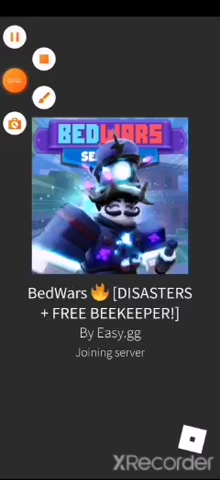 BEDWARS
SE
BedWars 🔥 [DISASTERS
+ FREE BEEKEEPER!]
By Easy.gg
Joining server
XRecorder